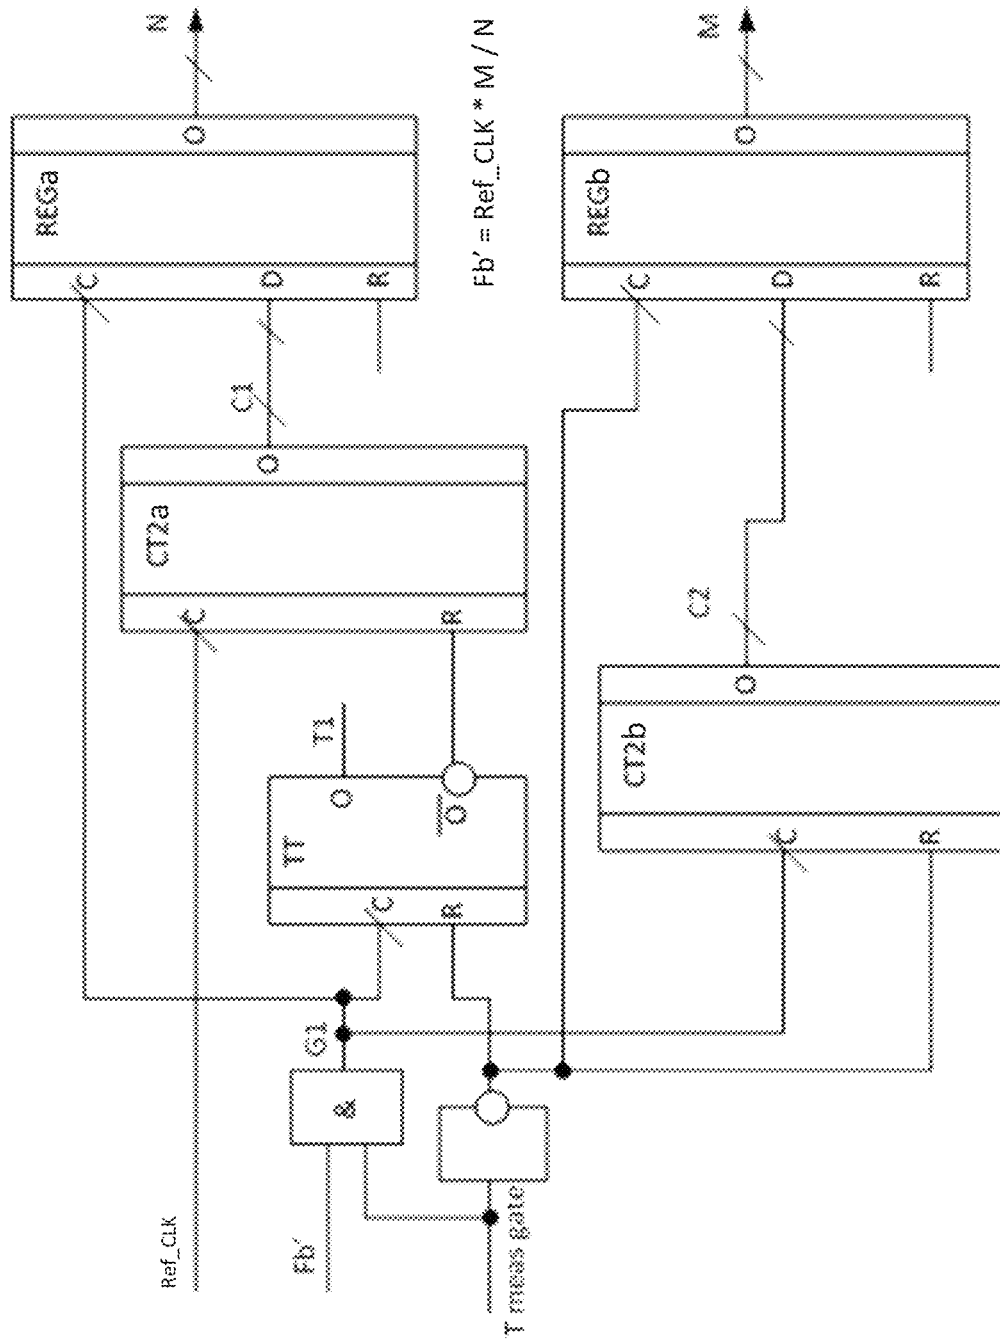 N
REGa
C
D
R
O
C1
CT2a
C
R
O
T1
TT
C
R
O
O
G1
&
Ref_CLK
Fb′
T meas gate
Fb′ = Ref_CLK * M / N
M
REGb
C
D
R
O
C2
CT2b
C
R
O